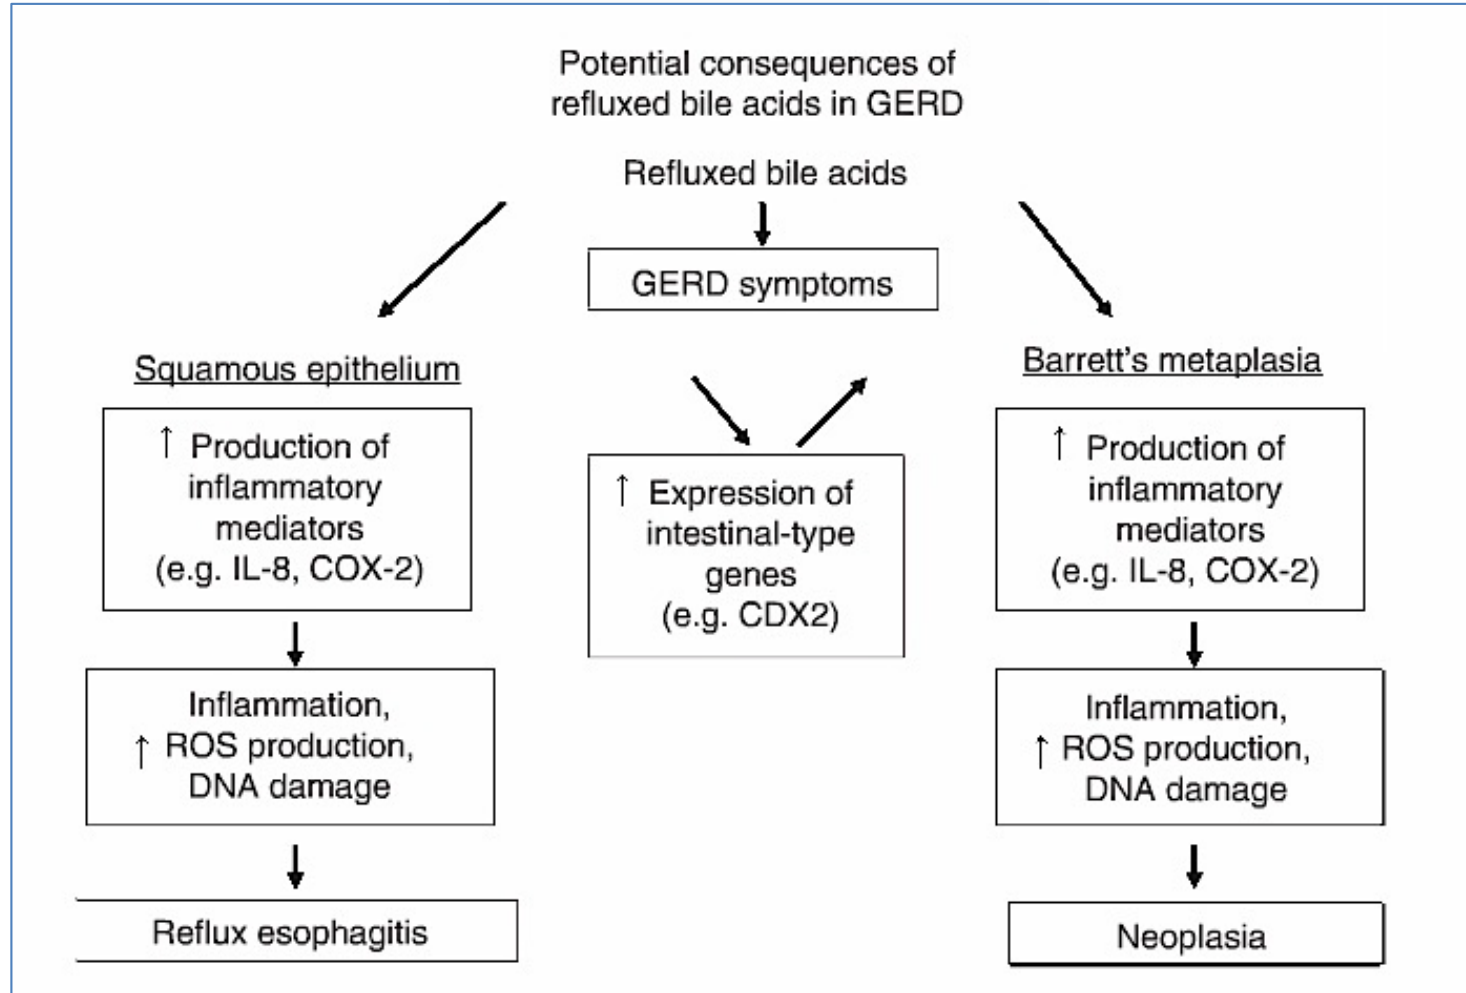 Potential consequences of
refluxed bile acids in GERD
Refluxed bile acids
GERD symptoms
Squamous epithelium
↑ Production of
inflammatory
mediators
(e.g. IL-8, COX-2)
Inflammation,
↑ ROS production,
DNA damage
Reflux esophagitis
↑ Expression of
intestinal-type
genes
(e.g. CDX2)
Barrett's metaplasia
↑ Production of
inflammatory
mediators
(e.g. IL-8, COX-2)
Inflammation,
↑ ROS production,
DNA damage
Neoplasia